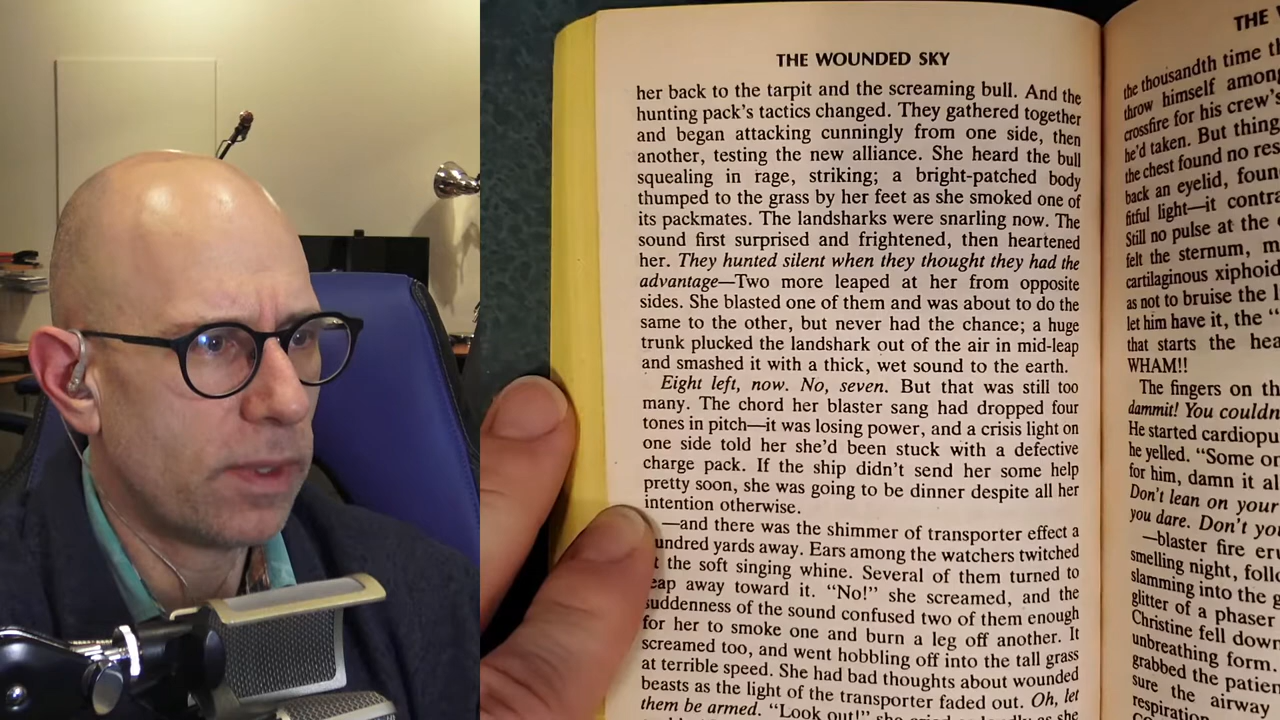 THE WOUNDED SKY
her back to the tarpit and the screaming bull. And the
hunting pack's tactics changed. They gathered together
and began attacking cunningly from one side, then
another, testing the new alliance. She heard the bull
squealing in rage, striking; a bright-patched body
thumped to the grass by her feet as she smoked one of
its packmates. The landsharks were snarling now. The
sound first surprised and frightened, then heartened
her. They hunted silent when they thought they had the
advantage—Two more leaped at her from opposite
sides. She blasted one of them and was about to do the
same to the other, but never had the chance; a huge
trunk plucked the landshark out of the air in mid-leap
and smashed it with a thick, wet sound to the earth.
Eight left, now. No, seven. But that was still too
many. The chord her blaster sang had dropped four
tones in pitch—it was losing power, and a crisis light on
one side told her she'd been stuck with a defective
charge pack. If the ship didn't send her some help
pretty soon, she was going to be dinner despite all her
intention otherwise.
—and there was the shimmer of transporter effect a
undred yards away. Ears among the watchers twitched
the soft singing whine. Several of them turned to
eap away toward it. "No!" she screamed, and the
suddenness of the sound confused two of them enough
for her to smoke one and burn a leg off another. It
screamed too, and went hobbling off into the tall grass
at terrible speed. She had bad thoughts about wounded
beasts as the light of the transporter faded out. Oh, let
them be armed. "Look out!" she cried as she
THE
the thousandth time
throw himself among
crossfire for his crew's
he'd taken. But thing
the chest found no res
back an eyelid, foun
fitful light—it contra
Still no pulse at the
felt the sternum, m
cartilaginous xiphoid
as not to bruise the l
let him have it, the "
that starts the hea
WHAM!!
The fingers on th
dammit! You couldn
He started cardiopu
he yelled. "Some or
for him, damn it al
Don't lean on your
you dare. Don't yo
—blaster fire er
smelling night, follo
slamming into the g
glitter of a phaser
Christine fell down
unbreathing form.
grabbed the patien
sure the airway
respiration